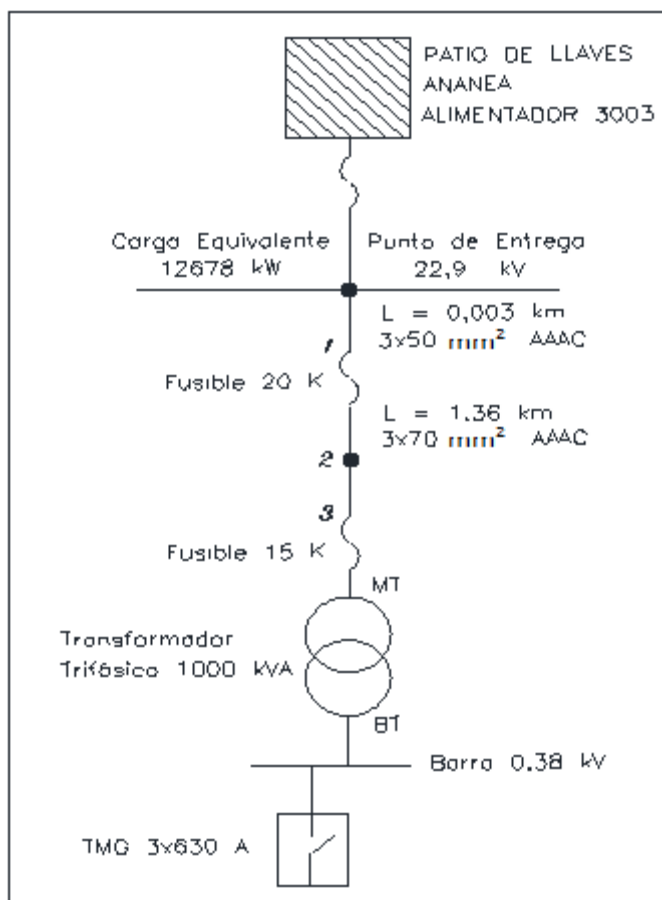 PATIO DE LLAVES
ANANEA
ALIMENTADOR 3003
Carga Equivalente
12678 kW
Punto de Entrega
22,9 kV
L = 0,003 km
3x50 mm² AAAC
1
Fusible 20 K
L = 1.36 km
3x70 mm² AAAC
2
3
Fusible 15 K
MT
Transformador
Trifásico 1000 kVA
BT
Barra 0.38 kV
TMG 3x630 A